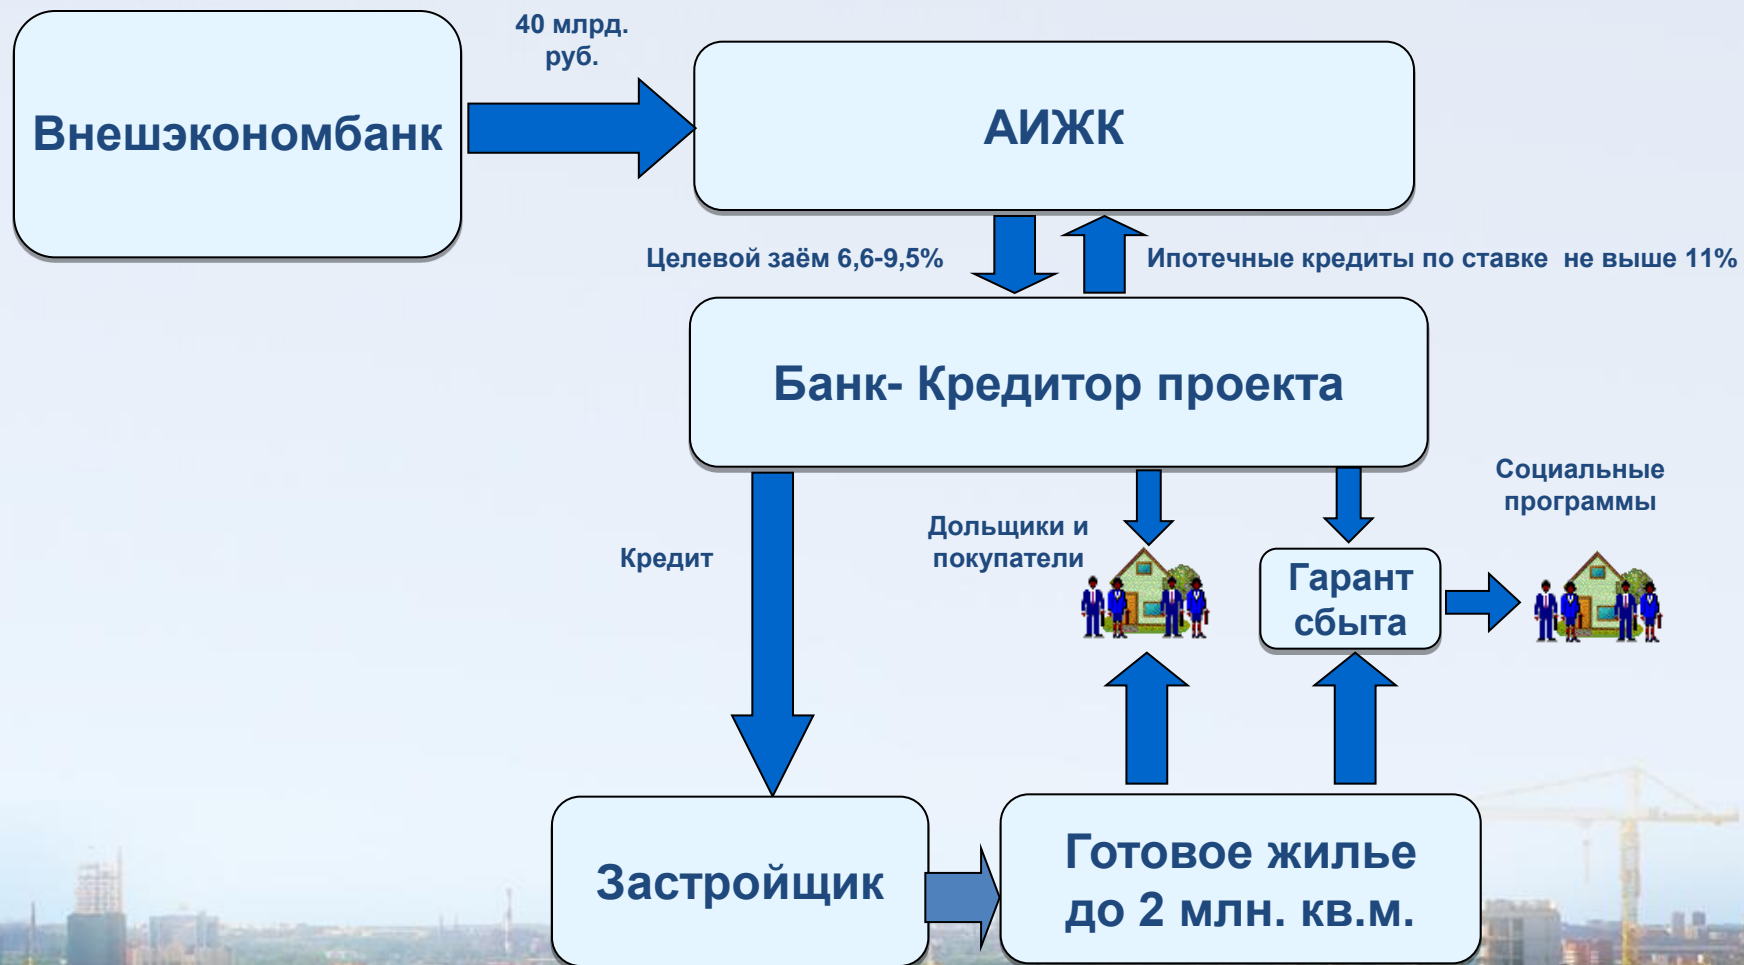 40 млрд.
руб.
Внешэкономбанк
АИЖК
Целевой заём 6,6-9,5%
Ипотечные кредиты по ставке не выше 11%
Банк- Кредитор проекта
Социальные
программы
Дольщики и
покупатели
Кредит
Гарант
сбыта
Застройщик
Готовое жилье
до 2 млн. кв.м.